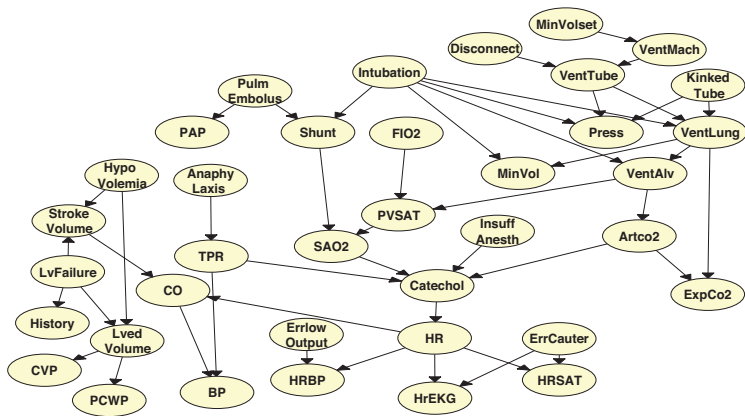 MinVolset
Disconnect
VentMach
Pulm
Embolus
Intubation
VentTube
Kinked
Tube
PAP
Shunt
FIO2
Press
VentLung
Hypo
Volemia
Anaphy
Laxis
MinVol
VentAlv
Stroke
Volume
PVSAT
Insuff
Anesth
SAO2
Artco2
TPR
LvFailure
CO
Catechol
ExpCo2
History
Lved
Volume
Errlow
Output
HR
ErrCauter
CVP
PCWP
BP
HRBP
HrEKG
HRSAT